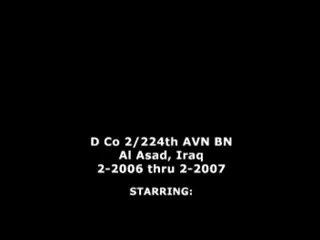 D Co 2/224th AVN BN
Al Asad, Iraq
2-2006 thru 2-2007
STARRING: